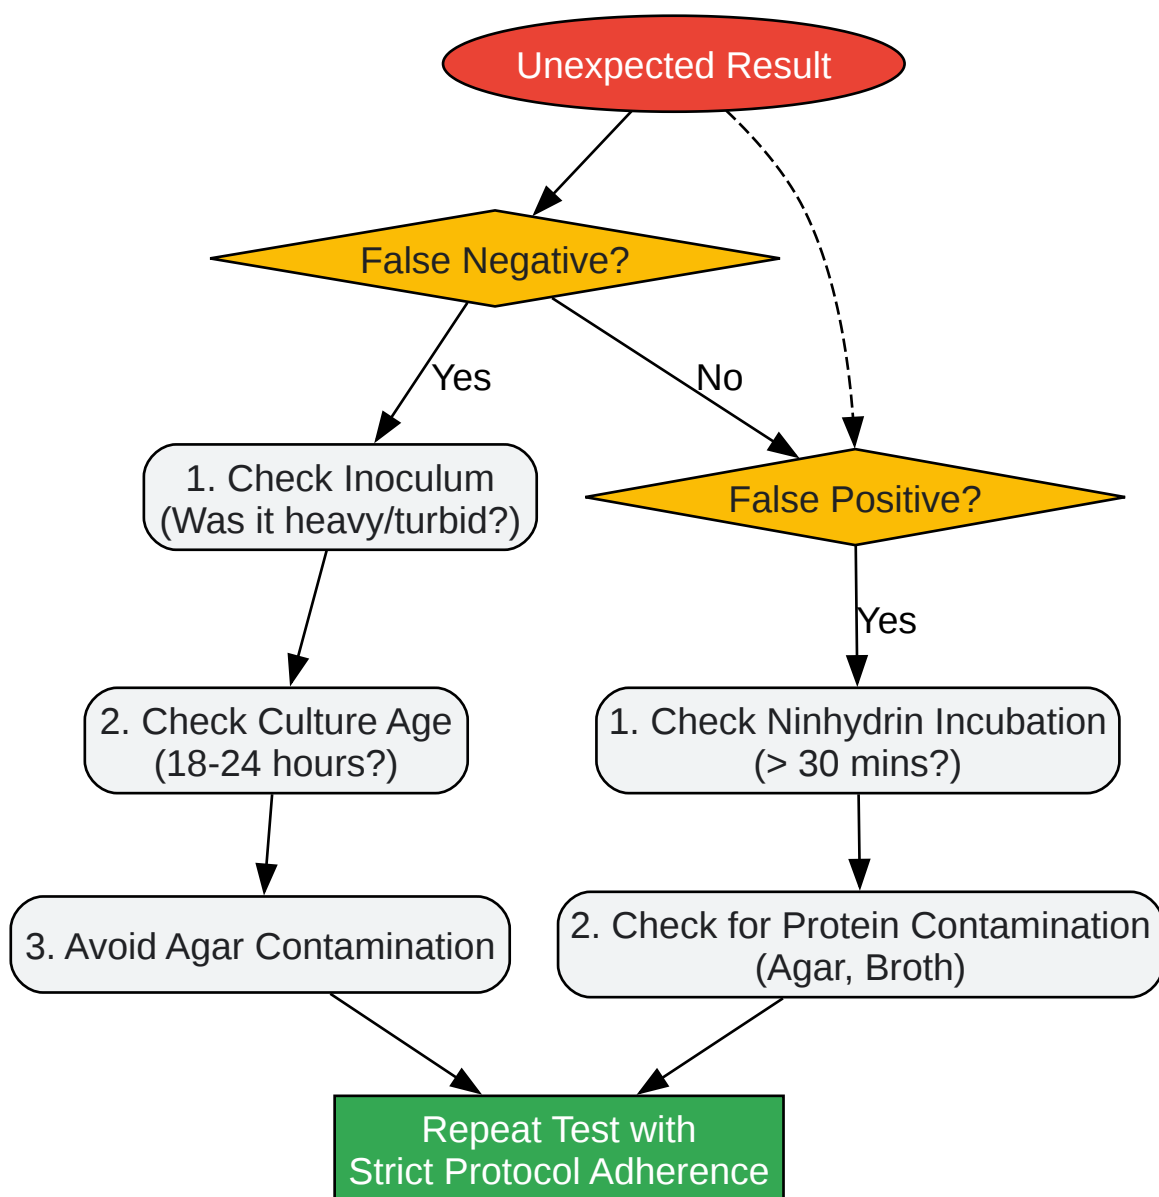 Unexpected Result
False Negative?
Yes
No
1. Check Inoculum
(Was it heavy/turbid?)
False Positive?
Yes
2. Check Culture Age
(18-24 hours?)
1. Check Ninhydrin Incubation
(> 30 mins?)
3. Avoid Agar Contamination
2. Check for Protein Contamination
(Agar, Broth)
Repeat Test with
Strict Protocol Adherence